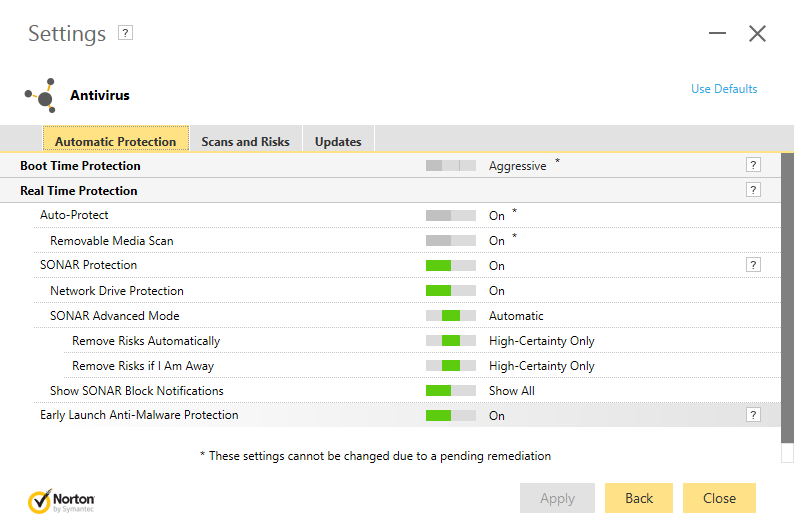 Settings ?
Antivirus
Use Defaults
Automatic Protection Scans and Risks Updates
Boot Time Protection Aggressive * ?
Real Time Protection ?
Auto-Protect On *
Removable Media Scan On *
SONAR Protection On ?
Network Drive Protection On
SONAR Advanced Mode Automatic
Remove Risks Automatically High-Certainty Only
Remove Risks if I Am Away High-Certainty Only
Show SONAR Block Notifications Show All
Early Launch Anti-Malware Protection On ?
* These settings cannot be changed due to a pending remediation
Norton
by Symantec
Apply Back Close